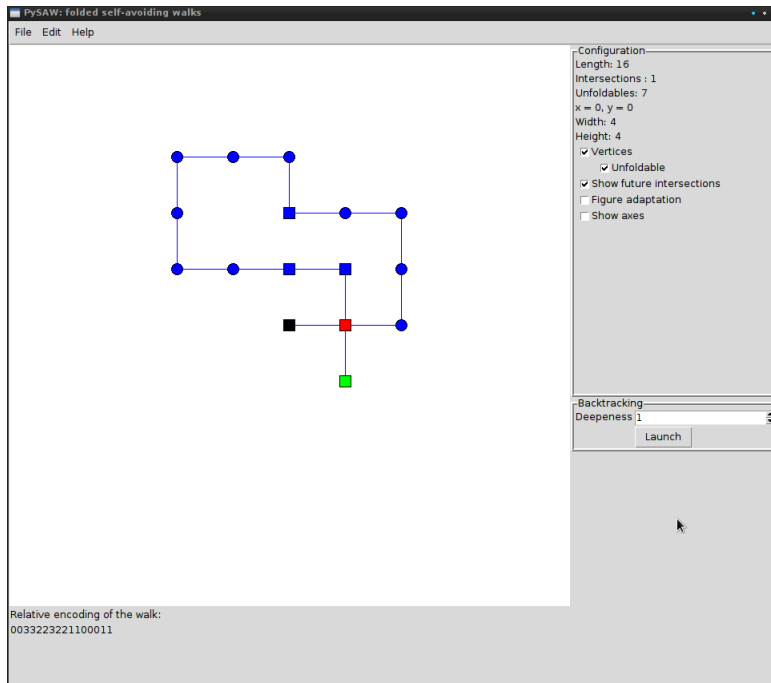 PySAW: folded self-avoiding walks
File Edit Help
Configuration
Length: 16
Intersections : 1
Unfoldables: 7
x = 0, y = 0
Width: 4
Height: 4
Vertices
Unfoldable
Show future intersections
Figure adaptation
Show axes
Backtracking
Deepeness 1
Launch
Relative encoding of the walk:
0033223221100011